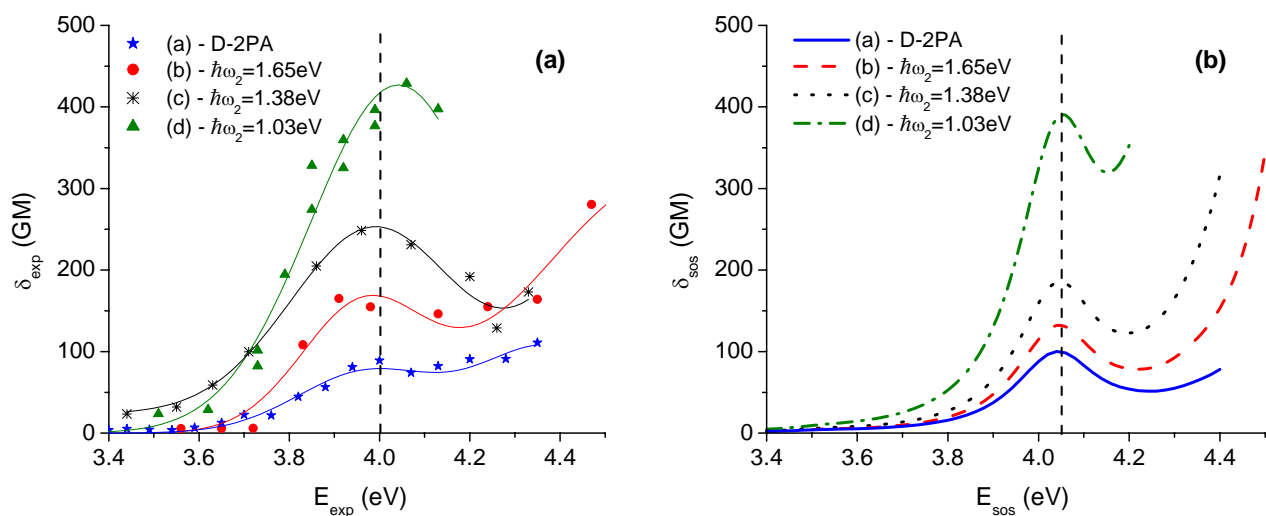 500
400
300
200
100
0
3.4 3.6 3.8 4.0 4.2 4.4
δexp (GM)
Eexp (eV)
(a) - D-2PA
(b) - ℏω2=1.65eV
(c) - ℏω2=1.38eV
(d) - ℏω2=1.03eV
(a)
500
400
300
200
100
0
3.4 3.6 3.8 4.0 4.2 4.4
δsos (GM)
Esos (eV)
(a) - D-2PA
(b) - ℏω2=1.65eV
(c) - ℏω2=1.38eV
(d) - ℏω2=1.03eV
(b)